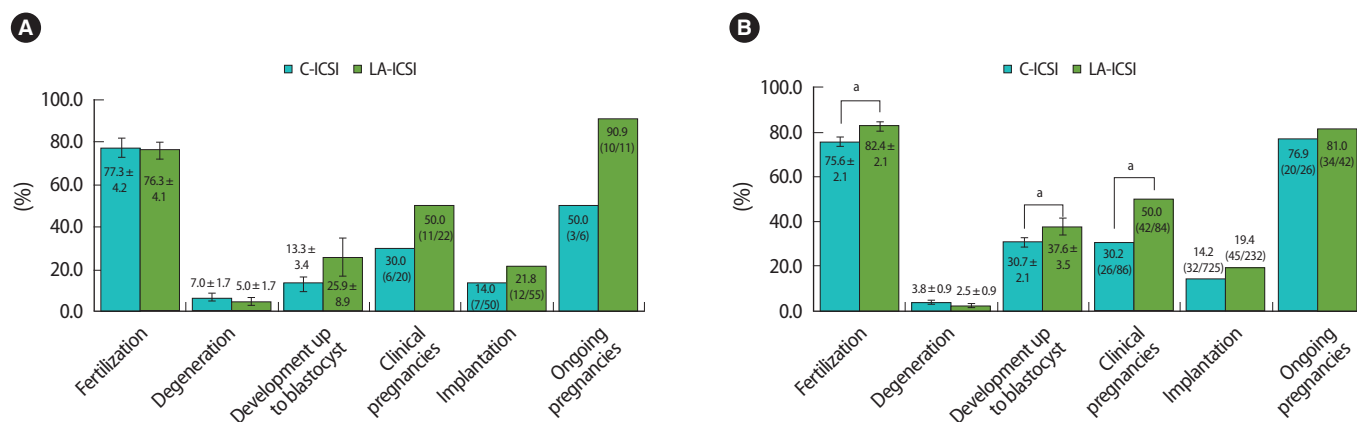 A
C-ICSI
LA-ICSI
100.0
80.0
60.0
40.0
20.0
0.0
(%)
77.3 ±
4.2
76.3 ±
4.1
7.0 ± 1.7
5.0 ± 1.7
13.3 ±
3.4
25.9 ±
8.9
30.0
(6/20)
50.0
(11/22)
14.0
(7/50)
21.8
(12/55)
50.0
(3/6)
90.9
(10/11)
Fertilization
Degeneration
Development up
to blastocyst
Clinical
pregnancies
Implantation
Ongoing
pregnancies
B
C-ICSI
LA-ICSI
100.0
80.0
60.0
40.0
20.0
0.0
(%)
a
75.6 ±
2.1
82.4 ±
2.1
3.8 ± 0.9
2.5 ± 0.9
a
30.7 ±
2.1
37.6 ±
3.5
a
30.2
(26/86)
50.0
(42/84)
14.2
(32/725)
19.4
(45/232)
76.9
(20/26)
81.0
(34/42)
Fertilization
Degeneration
Development up
to blastocyst
Clinical
pregnancies
Implantation
Ongoing
pregnancies